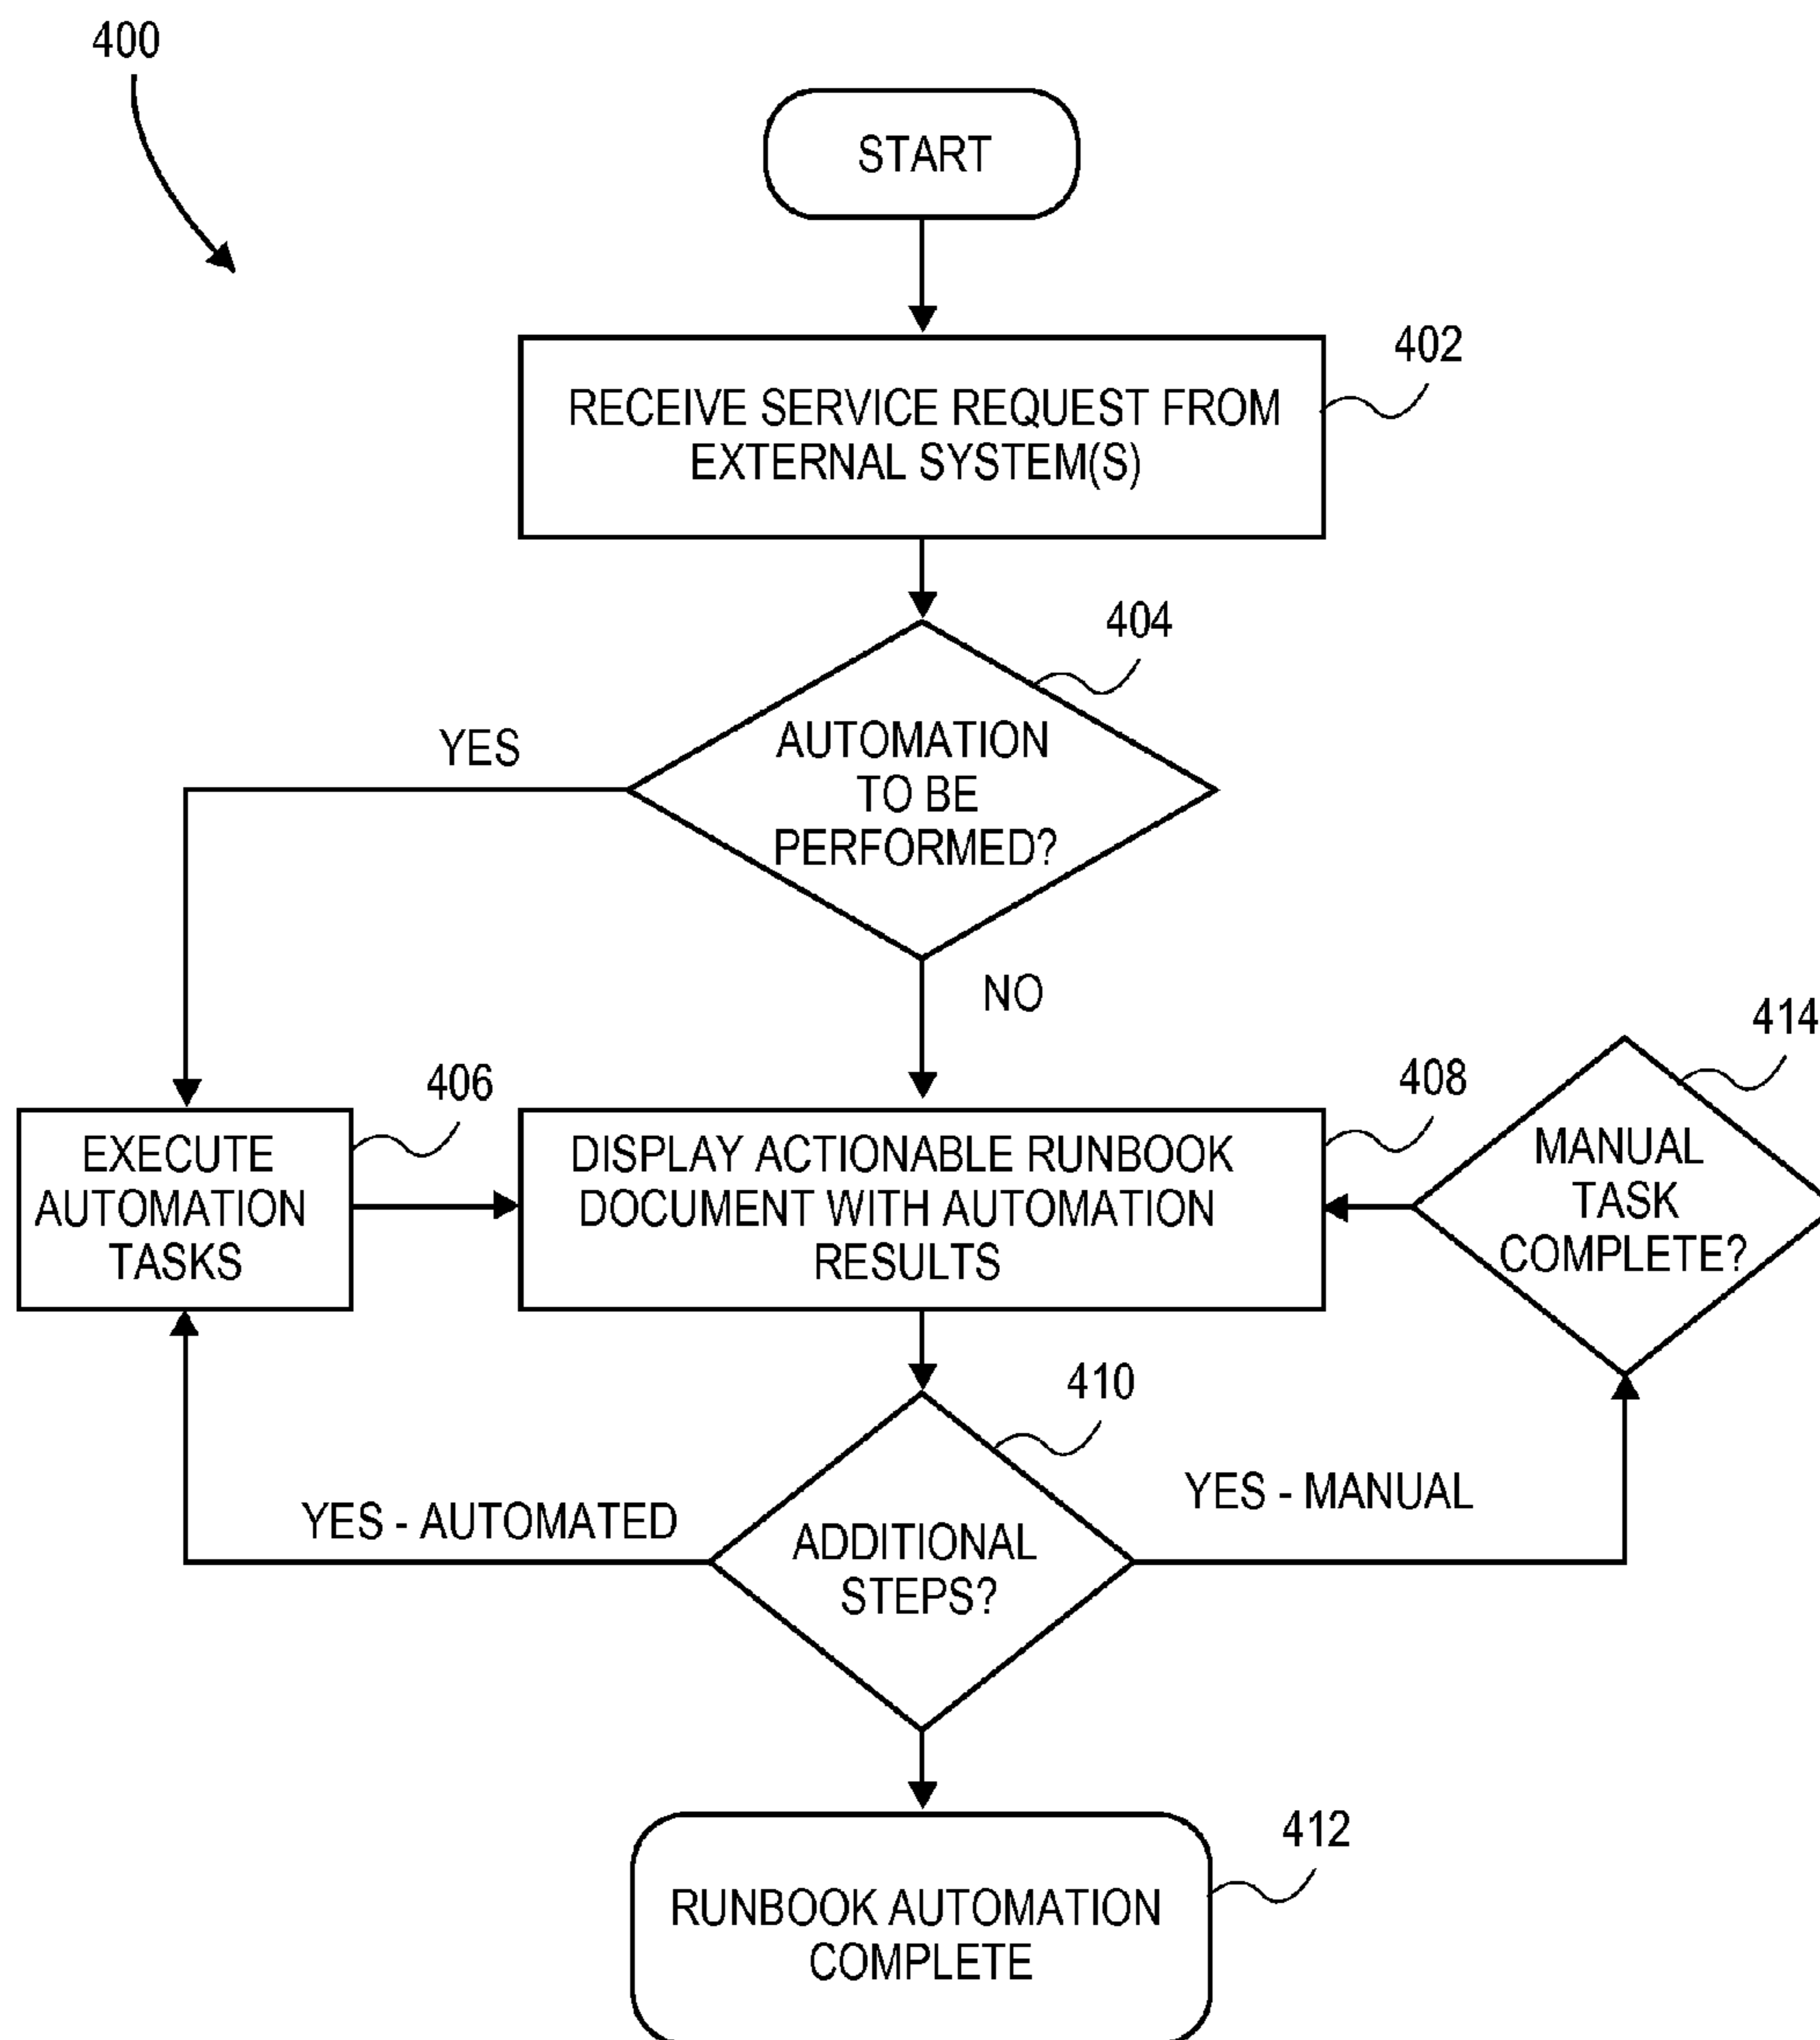 400
START
402
RECEIVE SERVICE REQUEST FROM
EXTERNAL SYSTEM(S)
404
AUTOMATION
TO BE
PERFORMED?
YES
NO
406
EXECUTE
AUTOMATION
TASKS
408
DISPLAY ACTIONABLE RUNBOOK
DOCUMENT WITH AUTOMATION
RESULTS
414
MANUAL
TASK
COMPLETE?
410
ADDITIONAL
STEPS?
YES - AUTOMATED
YES - MANUAL
412
RUNBOOK AUTOMATION
COMPLETE